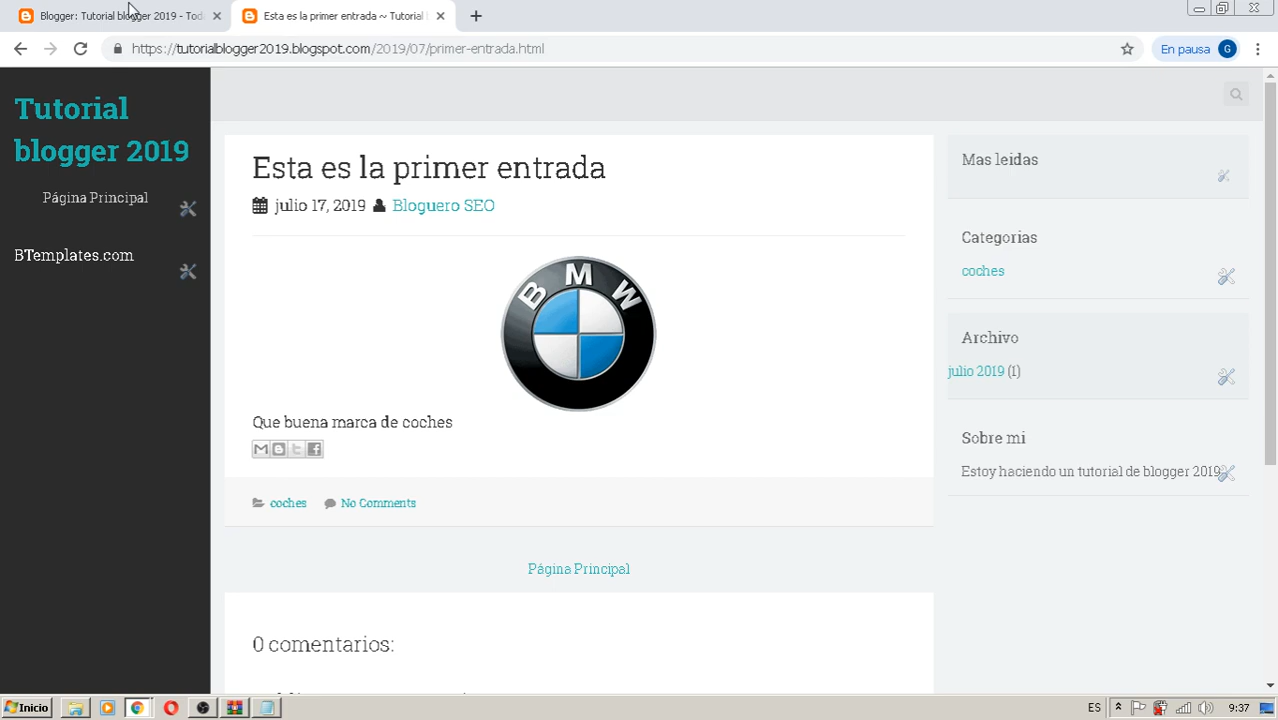 Blogger: Tutorial blogger 2019 - Tod
Esta es la primer entrada ~ Tutorial
https://tutorialblogger2019.blogspot.com/2019/07/primer-entrada.html
En pausa
G
Tutorial
blogger 2019
Página Principal
BTemplates.com
Esta es la primer entrada
julio 17, 2019 Bloguero SEO
BMW
Que buena marca de coches
coches No Comments
Página Principal
0 comentarios:
Mas leidas
Categorias
coches
Archivo
julio 2019 (1)
Sobre mi
Estoy haciendo un tutorial de blogger 2019
Inicio
ES
9:37